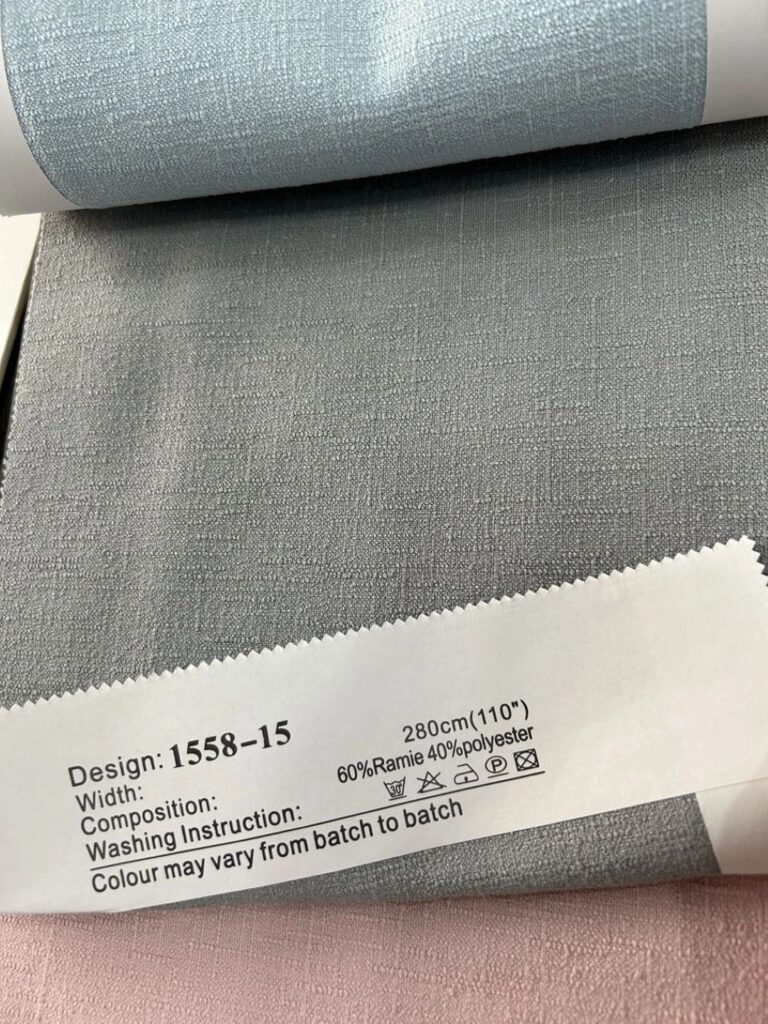 Design: 1558-15
Width: 280cm(110")
Composition: 60%Ramie 40%polyester
Washing Instruction: 30° P
Colour may vary from batch to batch